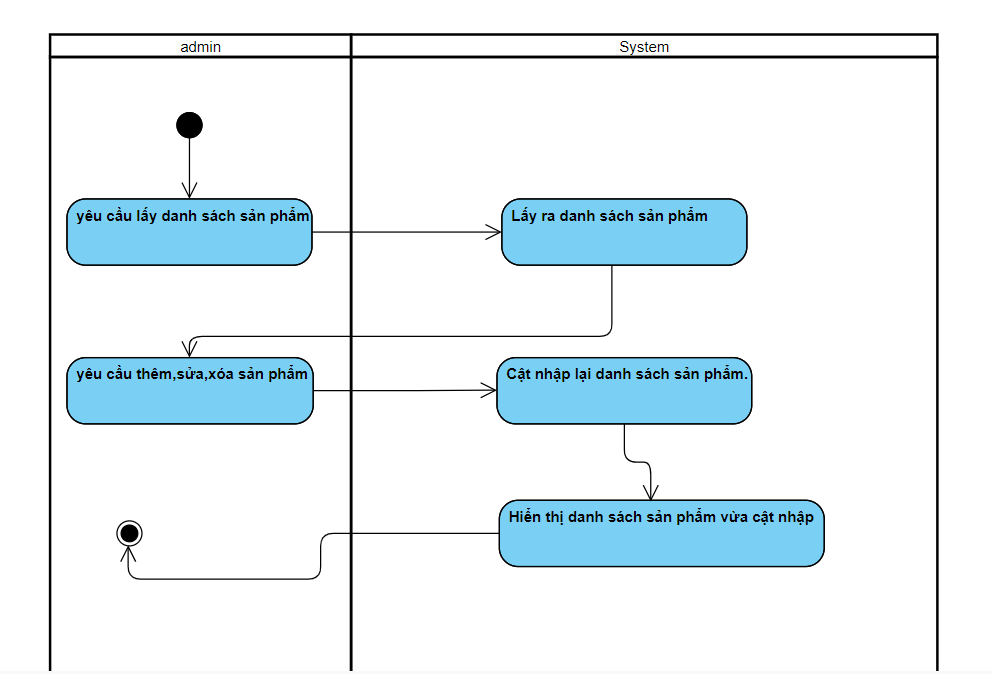 admin
System
yêu cầu lấy danh sách sản phẩm
Lấy ra danh sách sản phẩm
yêu cầu thêm,sửa,xóa sản phẩm
Cật nhập lại danh sách sản phẩm.
Hiển thị danh sách sản phẩm vừa cật nhập